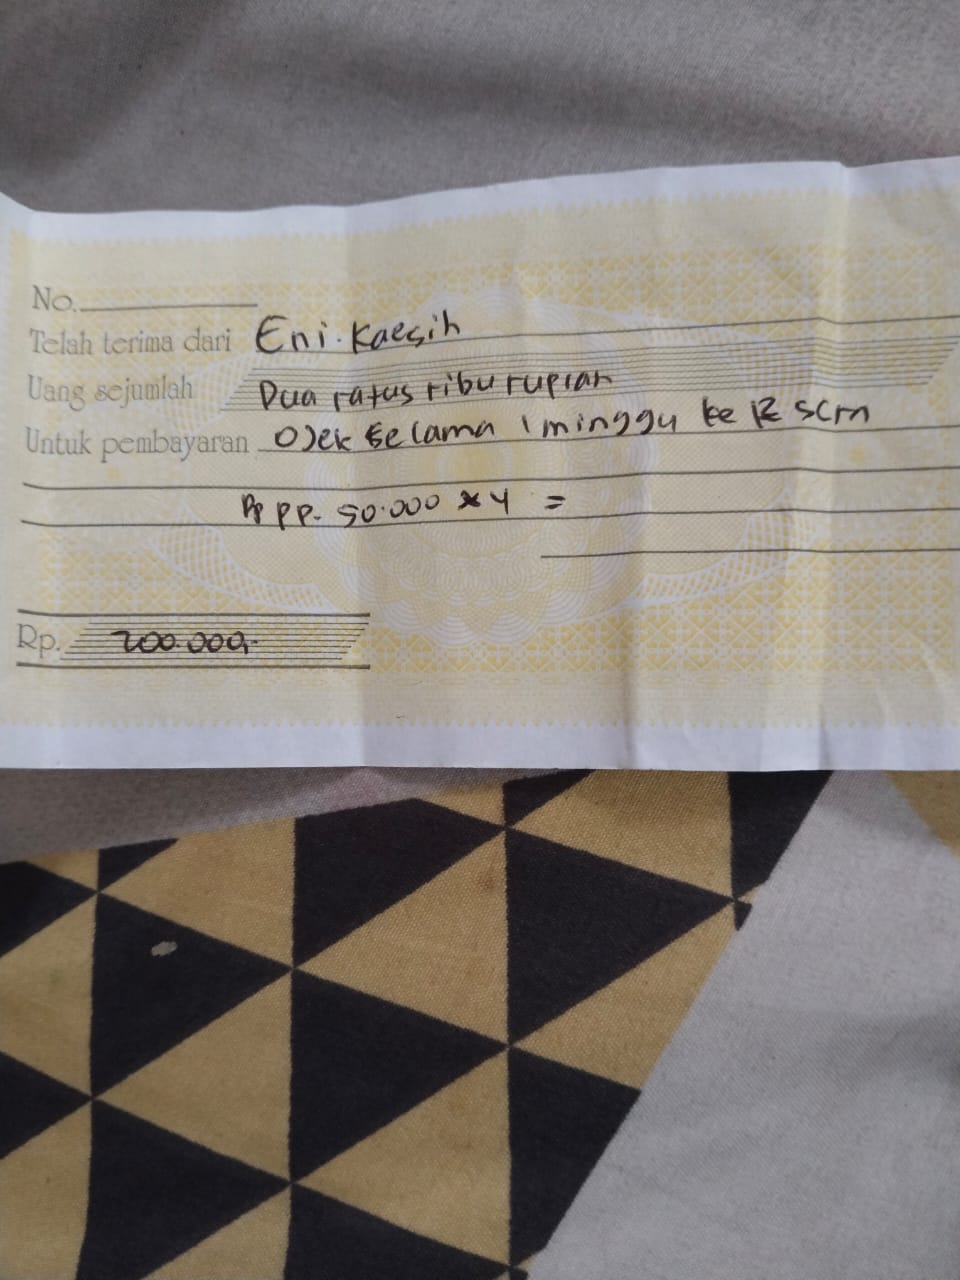 No.
Telah terima dari Eni. Kaesih
Uang sejumlah Dua ratus ribu rupiah
Untuk pembayaran Ojek selama 1 minggu ke
Rp PP. 50.000 x 4 =
Rp. 200.000,-